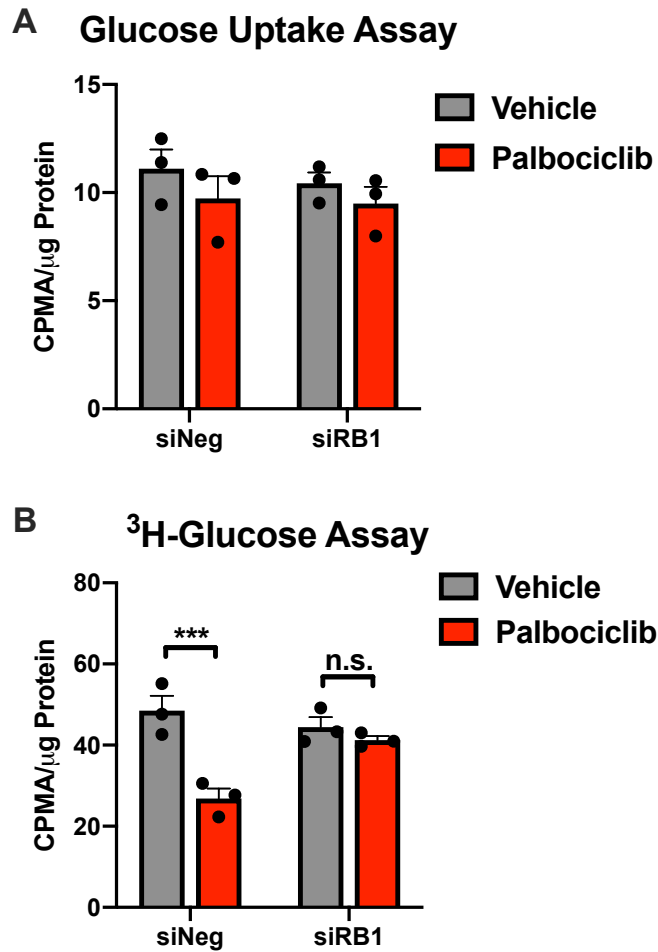 A Glucose Uptake Assay
15
10
5
0
CPMA/μg Protein
Vehicle
Palbociclib
siNeg siRB1
B ³H-Glucose Assay
80
60
40
20
0
CPMA/μg Protein
***
n.s.
Vehicle
Palbociclib
siNeg siRB1